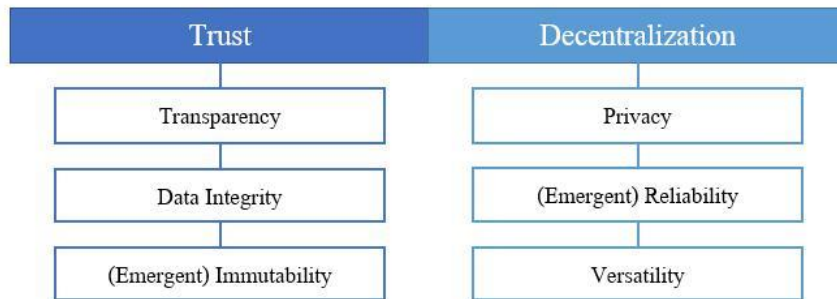 Trust
Transparency
Data Integrity
(Emergent) Immutability
Decentralization
Privacy
(Emergent) Reliability
Versatility